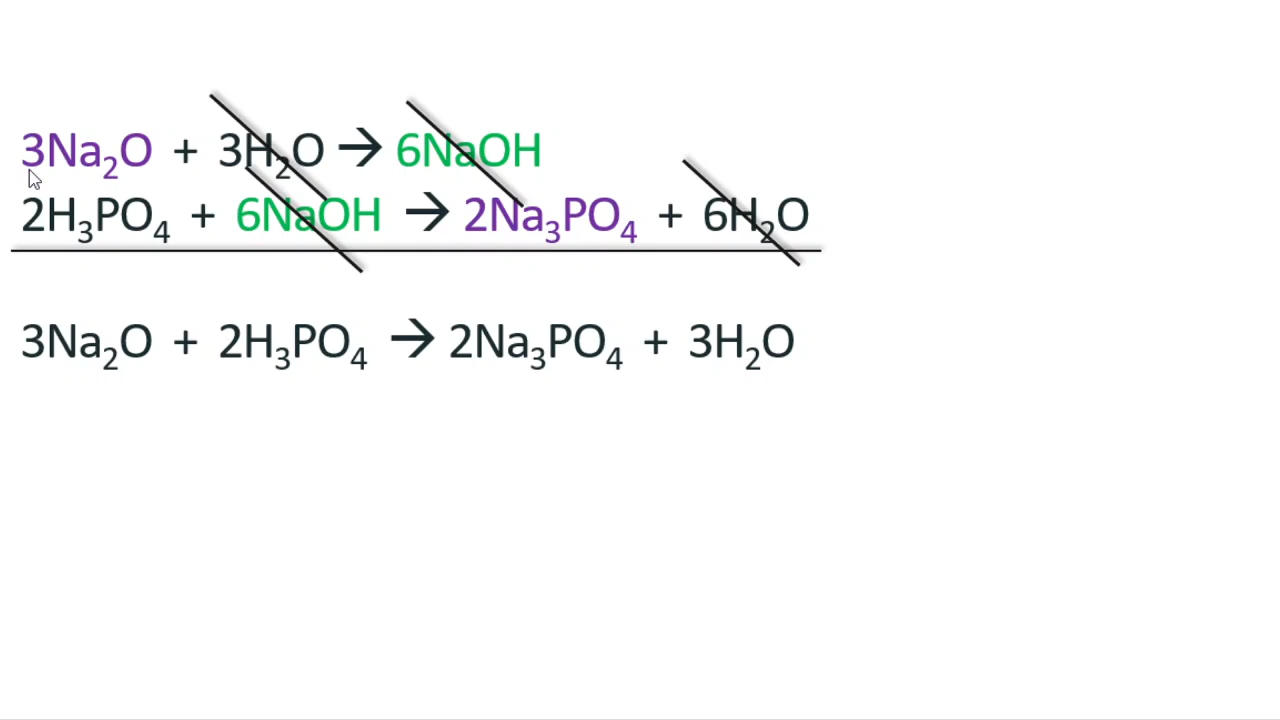 3Na₂O + 3H₂O → 6NaOH
2H₃PO₄ + 6NaOH → 2Na₃PO₄ + 6H₂O
3Na₂O + 2H₃PO₄ → 2Na₃PO₄ + 3H₂O